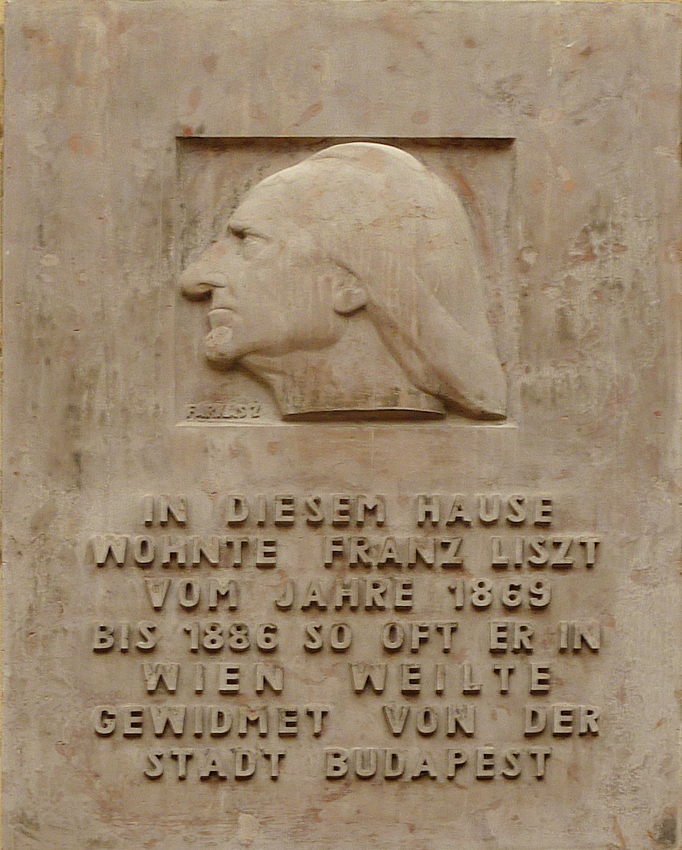 FARKAS Z
IN DIESEM HAUSE
WOHNTE FRANZ LISZT
VOM JAHRE 1869
BIS 1886 SO OFT ER IN
WIEN WEILTE
GEWIDMET VON DER
STADT BUDAPEST